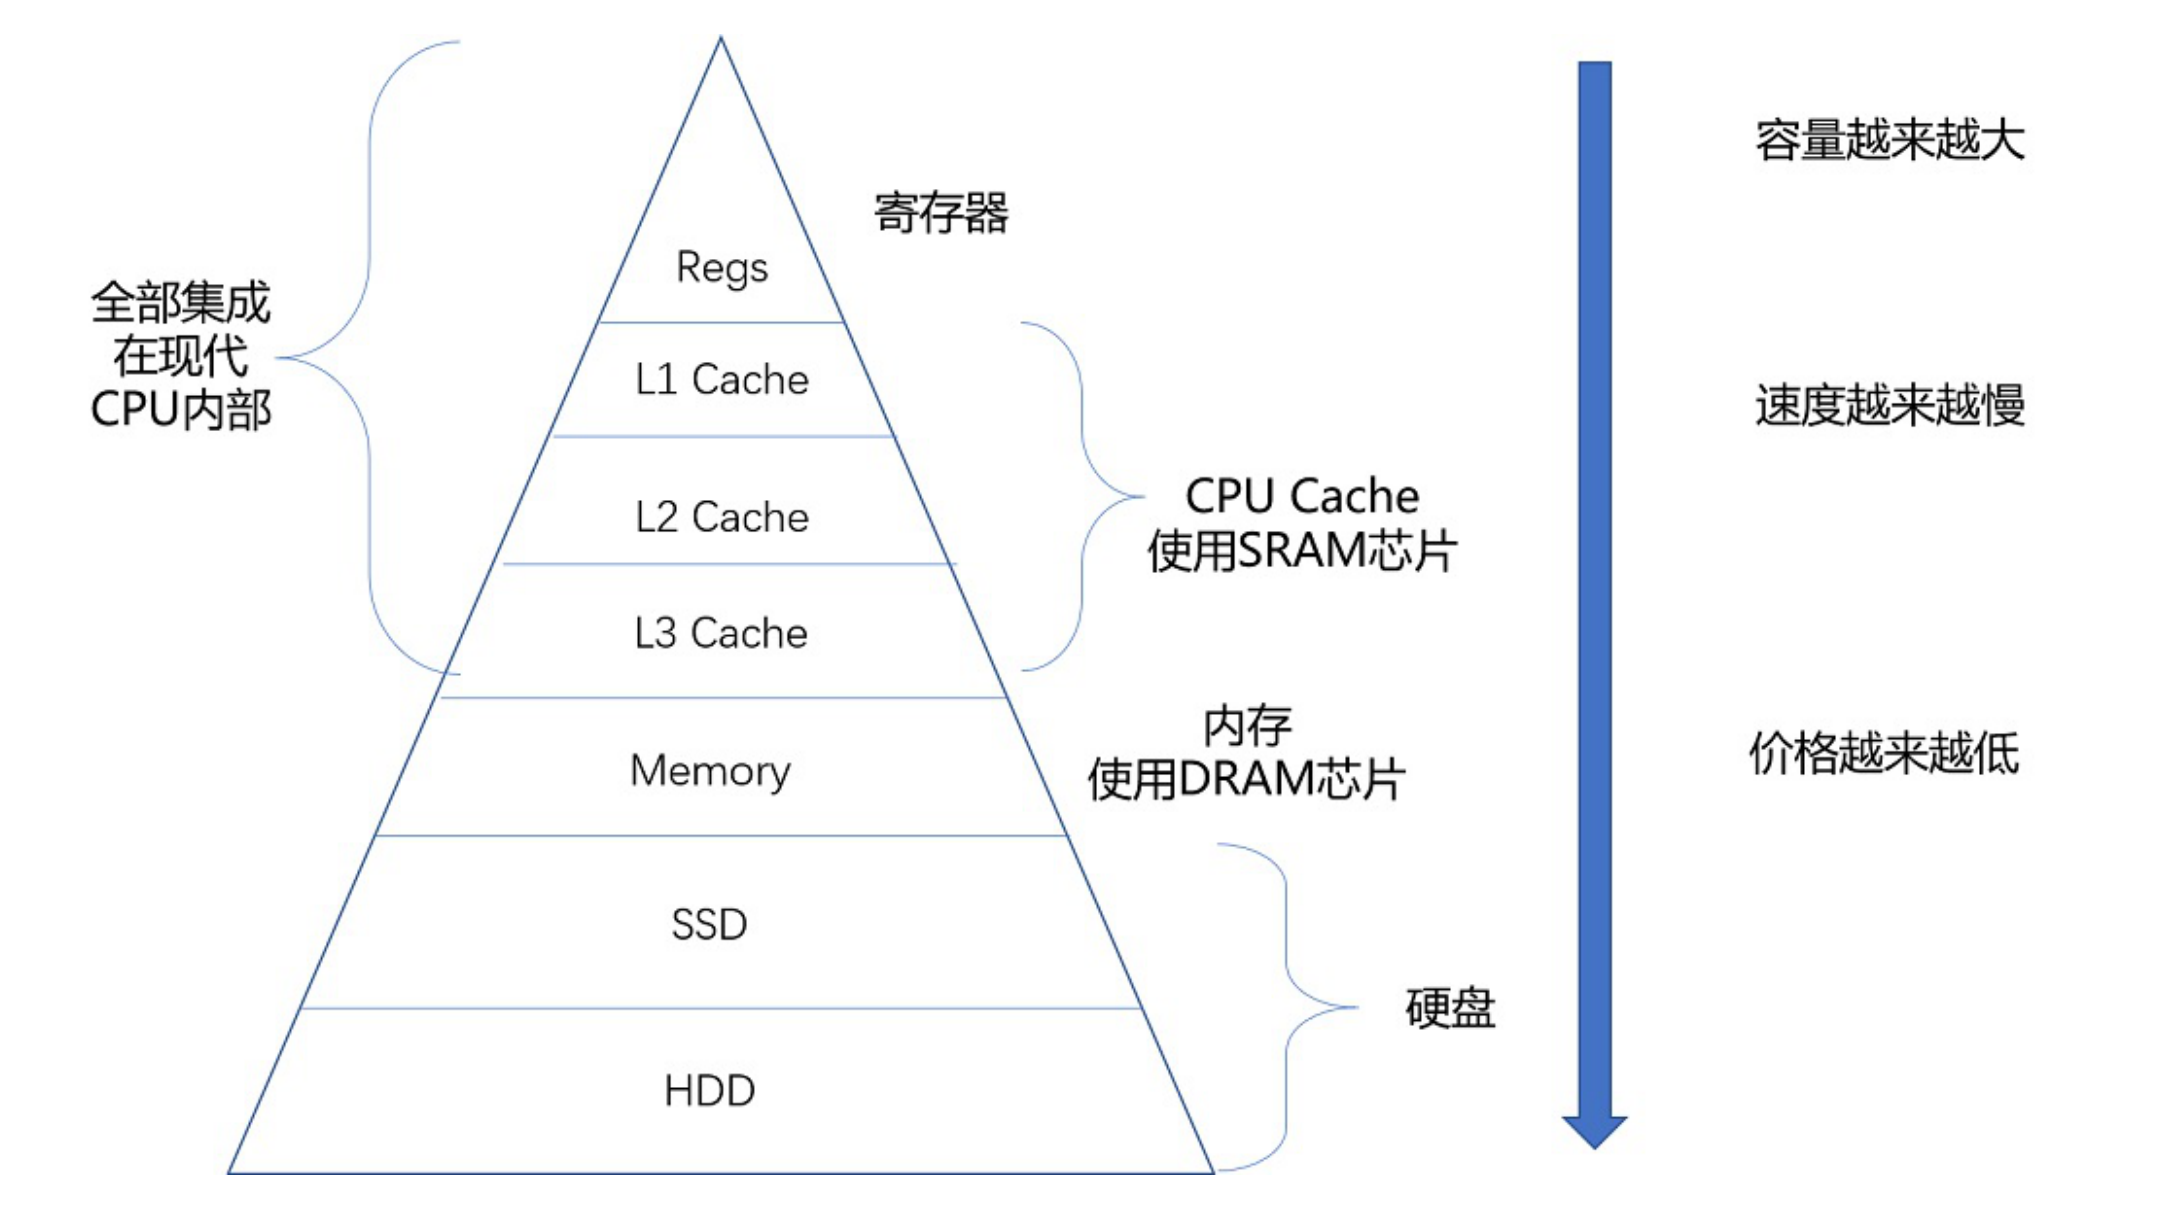 容量越来越大
寄存器
Regs
全部集成
在现代
CPU内部
L1 Cache
速度越来越慢
L2 Cache
CPU Cache
使用SRAM芯片
L3 Cache
内存
使用DRAM芯片
价格越来越低
Memory
SSD
硬盘
HDD